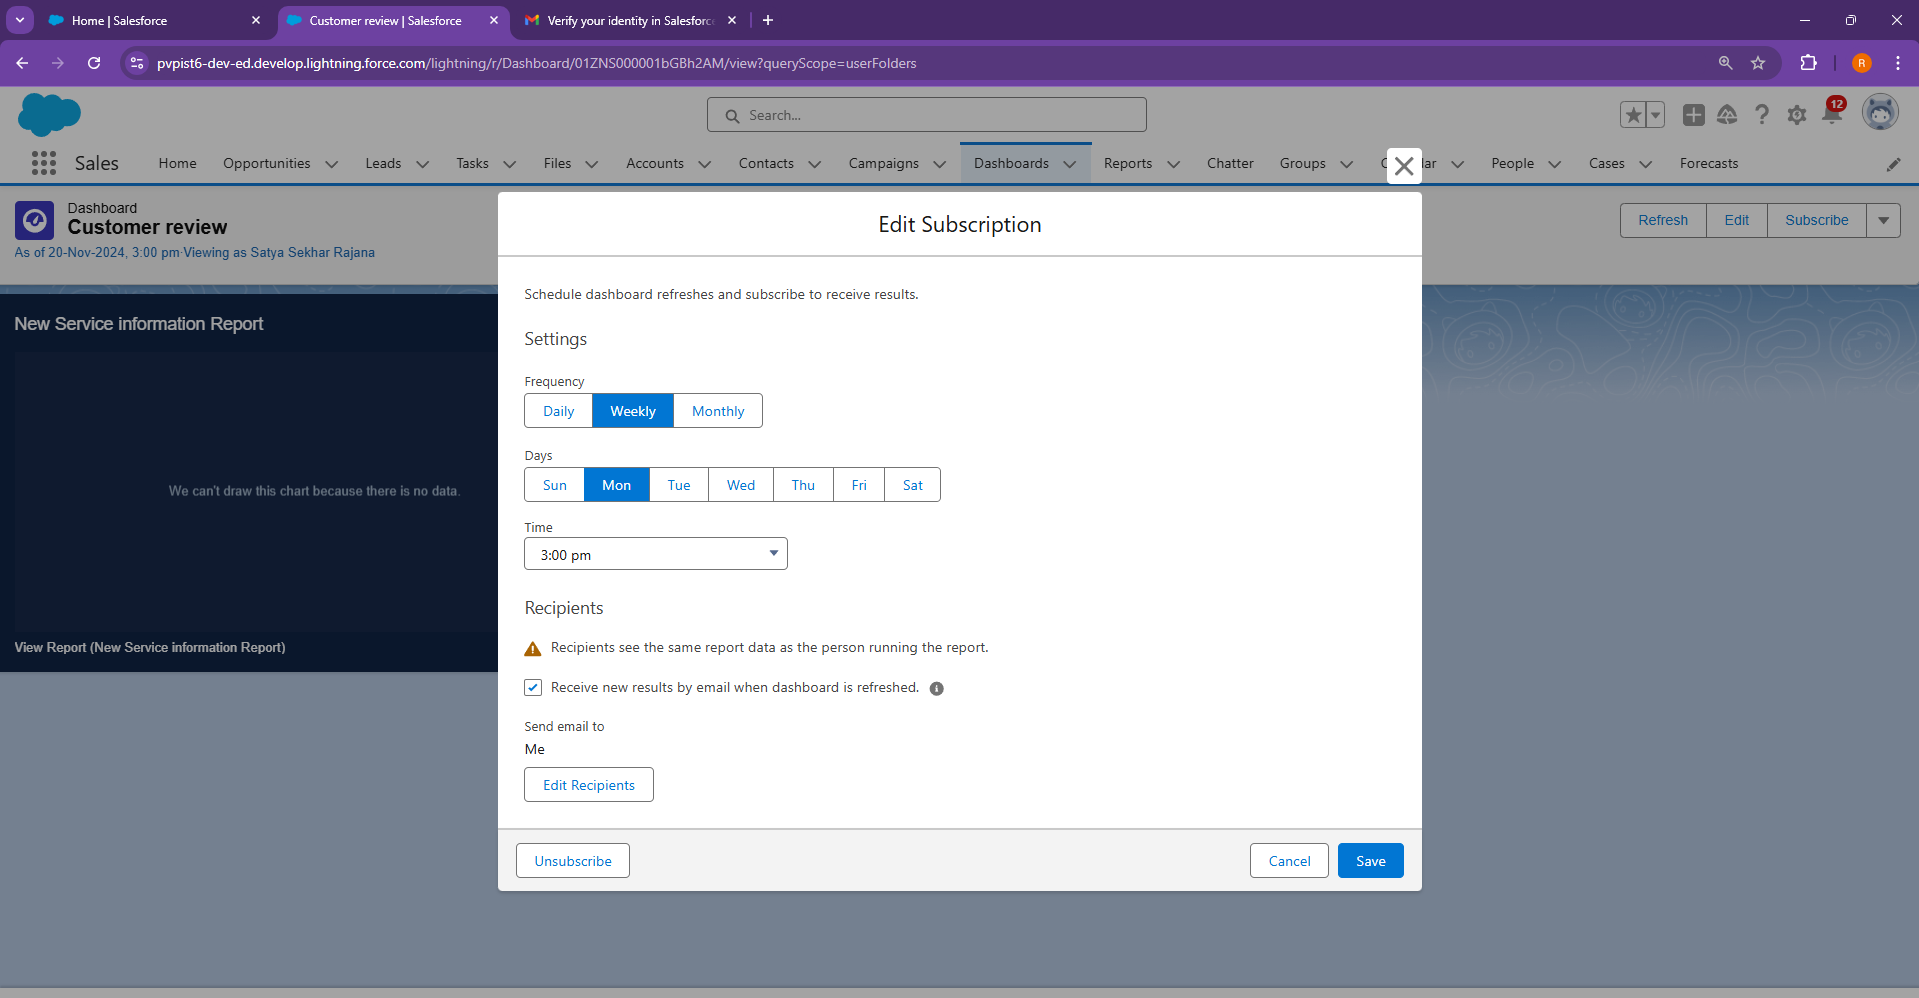 Home | Salesforce
Customer review | Salesforce
Verify your identity in Salesforc
pvpist6-dev-ed.develop.lightning.force.com/lightning/r/Dashboard/01ZNS000001bGBh2AM/view?queryScope=userFolders
R
Search...
12
Sales
Home
Opportunities
Leads
Tasks
Files
Accounts
Contacts
Campaigns
Dashboards
Reports
Chatter
Groups
People
Cases
Forecasts
Dashboard
Customer review
As of 20-Nov-2024, 3:00 pm·Viewing as Satya Sekhar Rajana
Refresh
Edit
Subscribe
New Service information Report
We can't draw this chart because there is no data.
View Report (New Service information Report)
Edit Subscription
Schedule dashboard refreshes and subscribe to receive results.
Settings
Frequency
Daily Weekly Monthly
Days
Sun Mon Tue Wed Thu Fri Sat
Time
3:00 pm
Recipients
Recipients see the same report data as the person running the report.
Receive new results by email when dashboard is refreshed.
Send email to
Me
Edit Recipients
Unsubscribe
Cancel
Save